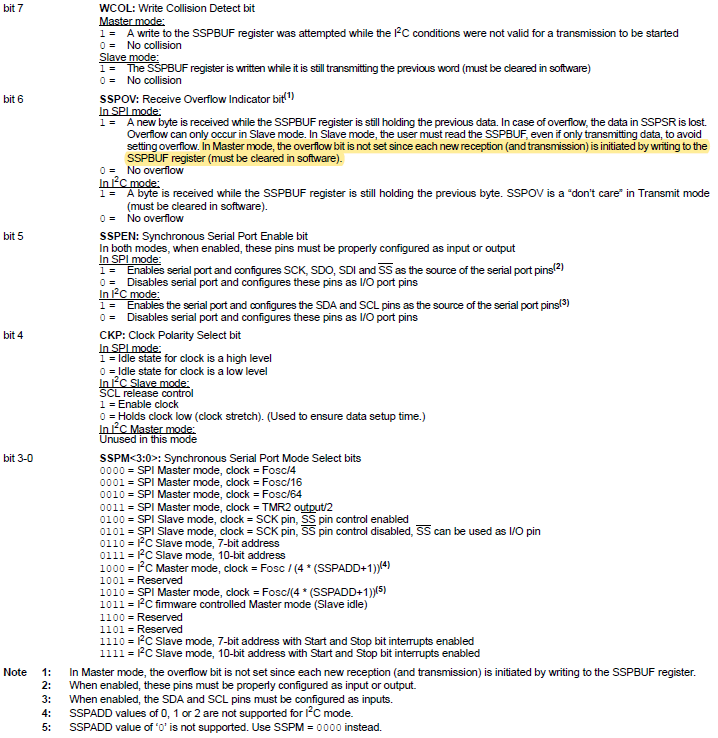 bit 7 WCOL: Write Collision Detect bit
Master mode:
1 = A write to the SSPBUF register was attempted while the I2C conditions were not valid for a transmission to be started
0 = No collision
Slave mode:
1 = The SSPBUF register is written while it is still transmitting the previous word (must be cleared in software)
0 = No collision
bit 6 SSPOV: Receive Overflow Indicator bit(1)
In SPI mode:
1 = A new byte is received while the SSPBUF register is still holding the previous data. In case of overflow, the data in SSPSR is lost.
Overflow can only occur in Slave mode. In Slave mode, the user must read the SSPBUF, even if only transmitting data, to avoid
setting overflow. In Master mode, the overflow bit is not set since each new reception (and transmission) is initiated by writing to the
SSPBUF register (must be cleared in software).
0 = No overflow
In I2C mode:
1 = A byte is received while the SSPBUF register is still holding the previous byte. SSPOV is a “don’t care” in Transmit mode
(must be cleared in software).
0 = No overflow
bit 5 SSPEN: Synchronous Serial Port Enable bit
In both modes, when enabled, these pins must be properly configured as input or output
In SPI mode:
1 = Enables serial port and configures SCK, SDO, SDI and SS as the source of the serial port pins(2)
0 = Disables serial port and configures these pins as I/O port pins
In I2C mode:
1 = Enables the serial port and configures the SDA and SCL pins as the source of the serial port pins(3)
0 = Disables serial port and configures these pins as I/O port pins
bit 4 CKP: Clock Polarity Select bit
In SPI mode:
1 = Idle state for clock is a high level
0 = Idle state for clock is a low level
In I2C Slave mode:
SCL release control
1 = Enable clock
0 = Holds clock low (clock stretch). (Used to ensure data setup time.)
In I2C Master mode:
Unused in this mode
bit 3-0 SSPM<3:0>: Synchronous Serial Port Mode Select bits
0000 = SPI Master mode, clock = Fosc/4
0001 = SPI Master mode, clock = Fosc/16
0010 = SPI Master mode, clock = Fosc/64
0011 = SPI Master mode, clock = TMR2 output/2
0100 = SPI Slave mode, clock = SCK pin, SS pin control enabled
0101 = SPI Slave mode, clock = SCK pin, SS pin control disabled, SS can be used as I/O pin
0110 = I2C Slave mode, 7-bit address
0111 = I2C Slave mode, 10-bit address
1000 = I2C Master mode, clock = Fosc / (4 * (SSPADD+1))(4)
1001 = Reserved
1010 = SPI Master mode, clock = Fosc/(4 * (SSPADD+1))(5)
1011 = I2C firmware controlled Master mode (Slave idle)
1100 = Reserved
1101 = Reserved
1110 = I2C Slave mode, 7-bit address with Start and Stop bit interrupts enabled
1111 = I2C Slave mode, 10-bit address with Start and Stop bit interrupts enabled
Note 1: In Master mode, the overflow bit is not set since each new reception (and transmission) is initiated by writing to the SSPBUF register.
2: When enabled, these pins must be properly configured as input or output.
3: When enabled, the SDA and SCL pins must be configured as inputs.
4: SSPADD values of 0, 1 or 2 are not supported for I2C mode.
5: SSPADD value of ‘0’ is not supported. Use SSPM = 0000 instead.